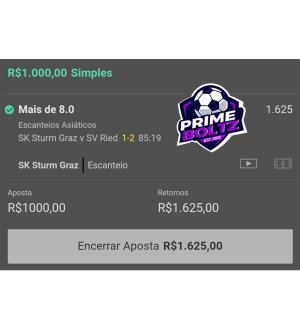 R$1.000,00 Simples
Mais de 8.0 1.625
Escanteios Asiáticos
SK Sturm Graz v SV Ried 1-2 85:19
PRIME
BOLTZ
SK Sturm Graz Escanteio
Aposta Retornos
R$1000,00 R$1.625,00
Encerrar Aposta R$1.625,00